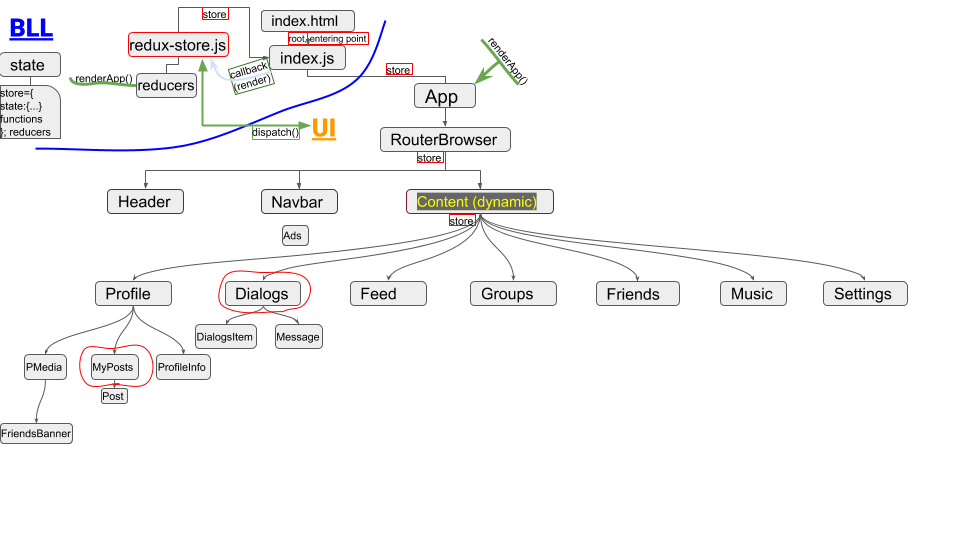 BLL
store
index.html
redux-store.js
root entering point
index.js
state
renderApp()
reducers
callback
(render)
store
renderApp()
App
store={
state:{...}
functions
}; reducers
dispatch()
UI
RouterBrowser
store
Header
Navbar
Content (dynamic)
store
Ads
Profile
Dialogs
Feed
Groups
Friends
Music
Settings
DialogsItem
Message
PMedia
MyPosts
ProfileInfo
Post
FriendsBanner